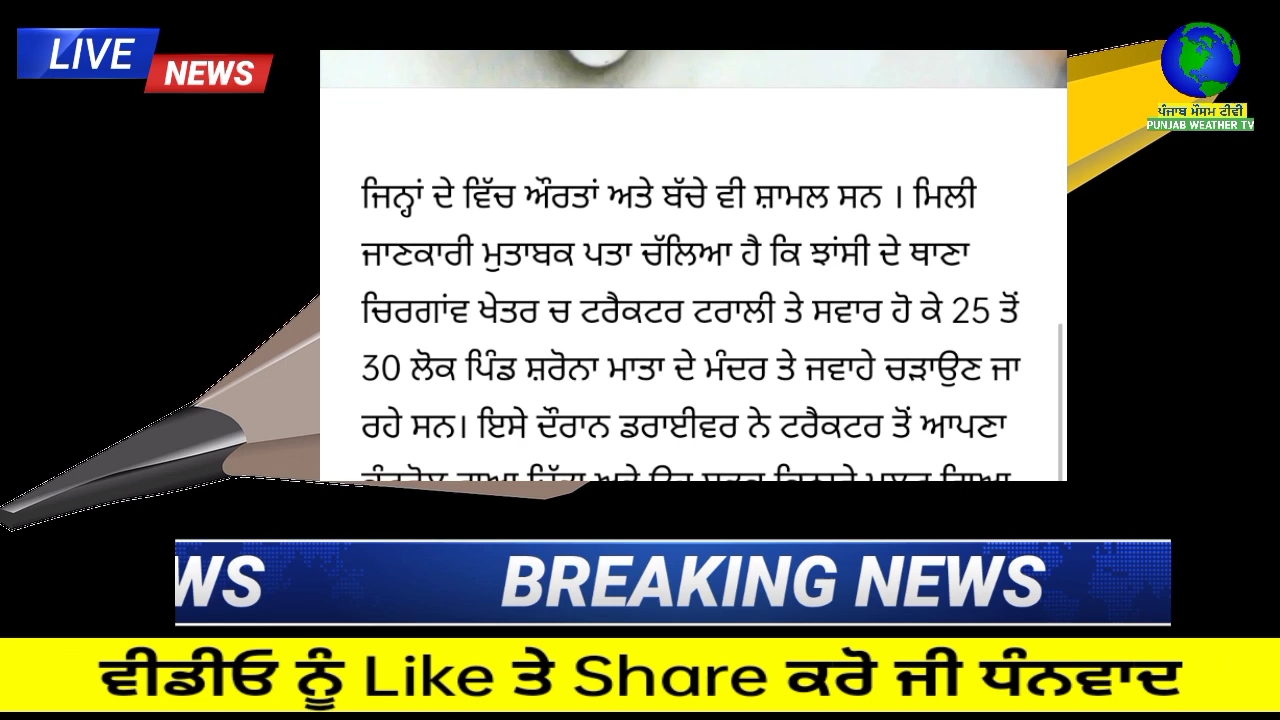 LIVE
NEWS
ਪੰਜਾਬ ਮੌਸਮ ਟੀਵੀ
PUNJAB WEATHER TV
ਜਿਨ੍ਹਾਂ ਦੇ ਵਿੱਚ ਔਰਤਾਂ ਅਤੇ ਬੱਚੇ ਵੀ ਸ਼ਾਮਲ ਸਨ । ਮਿਲੀ
ਜਾਣਕਾਰੀ ਮੁਤਾਬਕ ਪਤਾ ਚੱਲਿਆ ਹੈ ਕਿ ਝਾਂਸੀ ਦੇ ਥਾਣਾ
ਚਿਰਗਾਂਵ ਖੇਤਰ ਚ ਟਰੈਕਟਰ ਟਰਾਲੀ ਤੇ ਸਵਾਰ ਹੋ ਕੇ 25 ਤੋਂ
30 ਲੋਕ ਪਿੰਡ ਸ਼ਰੋਨਾ ਮਾਤਾ ਦੇ ਮੰਦਰ ਤੇ ਜਵਾਹੇ ਚੜਾਉਣ ਜਾ
ਰਹੇ ਸਨ। ਇਸੇ ਦੌਰਾਨ ਡਰਾਈਵਰ ਨੇ ਟਰੈਕਟਰ ਤੋਂ ਆਪਣਾ
WS BREAKING NEWS
ਵੀਡੀਓ ਨੂੰ Like ਤੇ Share ਕਰੋ ਜੀ ਧੰਨਵਾਦ